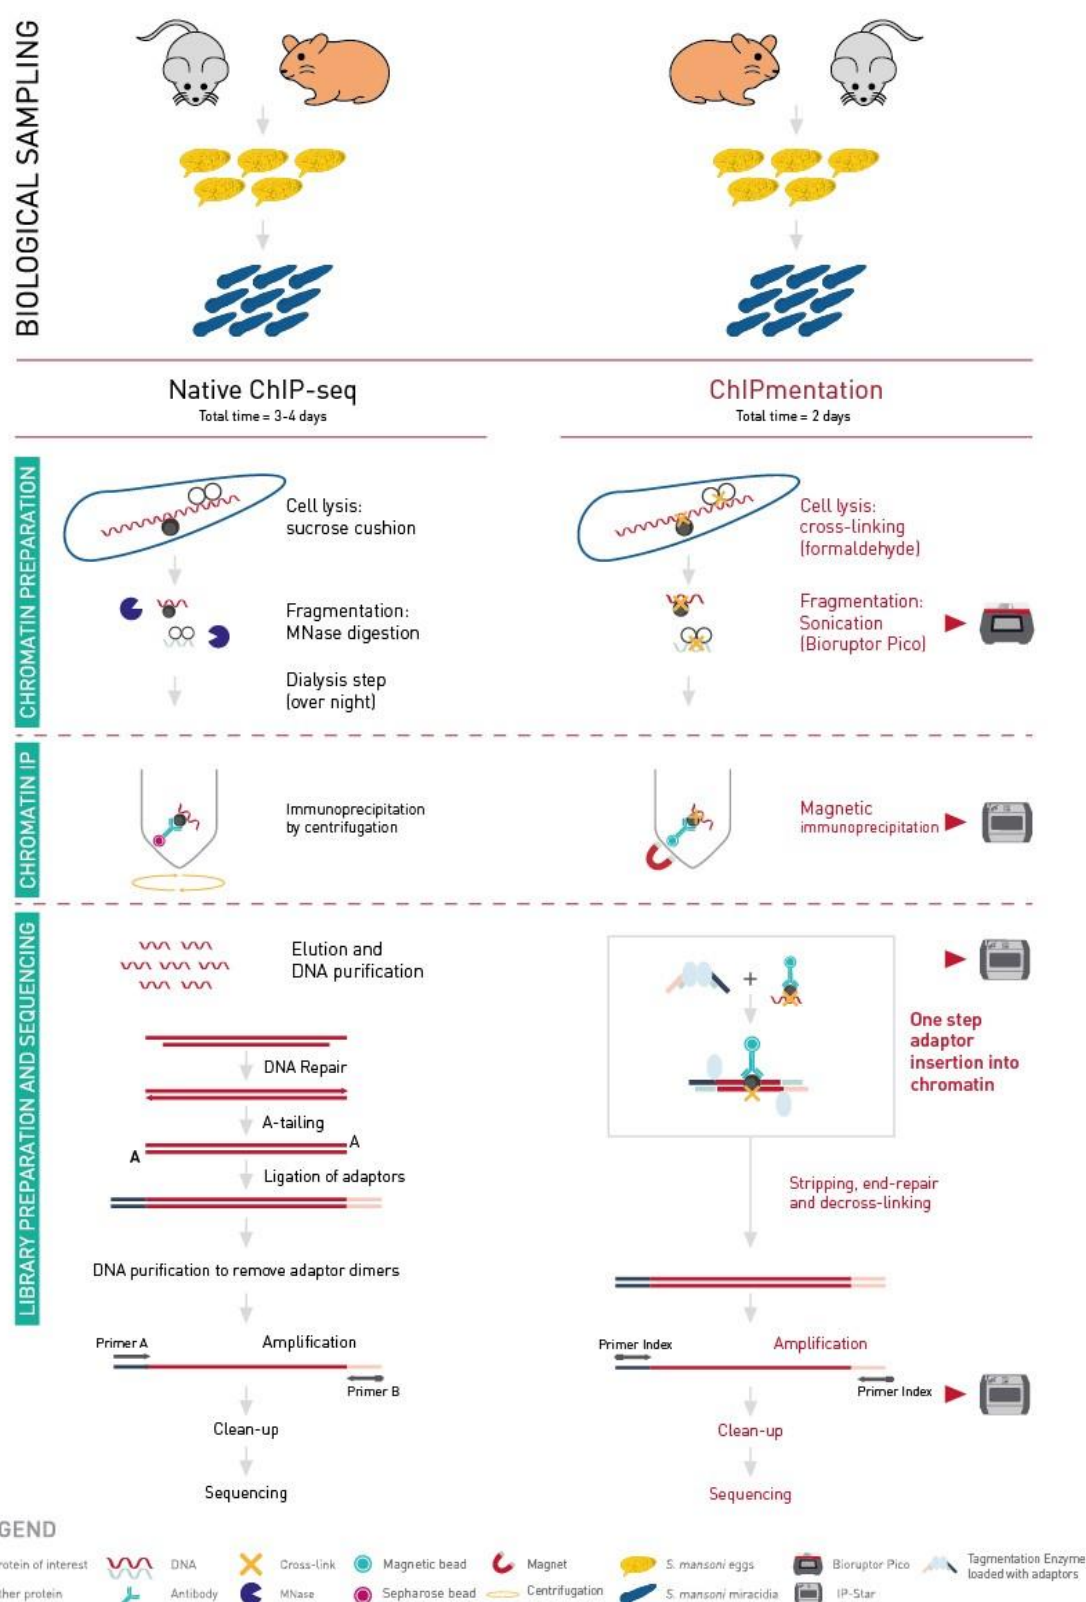 BIOLOGICAL SAMPLING
Native ChIP-seq
Total time = 3-4 days
ChIPmentation
Total time = 2 days
CHROMATIN PREPARATION
Cell lysis:
sucrose cushion
Fragmentation:
MNase digestion
Dialysis step
(over night)
Cell lysis:
cross-linking
(formaldehyde)
Fragmentation:
Sonication
(Bioruptor Pico)
CHROMATIN IP
Immunoprecipitation
by centrifugation
Magnetic
immunoprecipitation
LIBRARY PREPARATION AND SEQUENCING
Elution and
DNA purification
DNA Repair
A-tailing
A
A
Ligation of adaptors
DNA purification to remove adaptor dimers
Primer A
Amplification
Primer B
Clean-up
Sequencing
+
One step
adaptor
insertion into
chromatin
Stripping, end-repair
and decross-linking
Primer Index
Amplification
Primer Index
Clean-up
Sequencing
GEND
rotein of interest
DNA
Cross-link
Magnetic bead
Magnet
S. mansoni eggs
Bioruptor Pico
Tagmentation Enzyme
loaded with adaptors
ther protein
Antibody
MNase
Sepharose bead
Centrifugation
S. mansoni miracidia
IP-Star